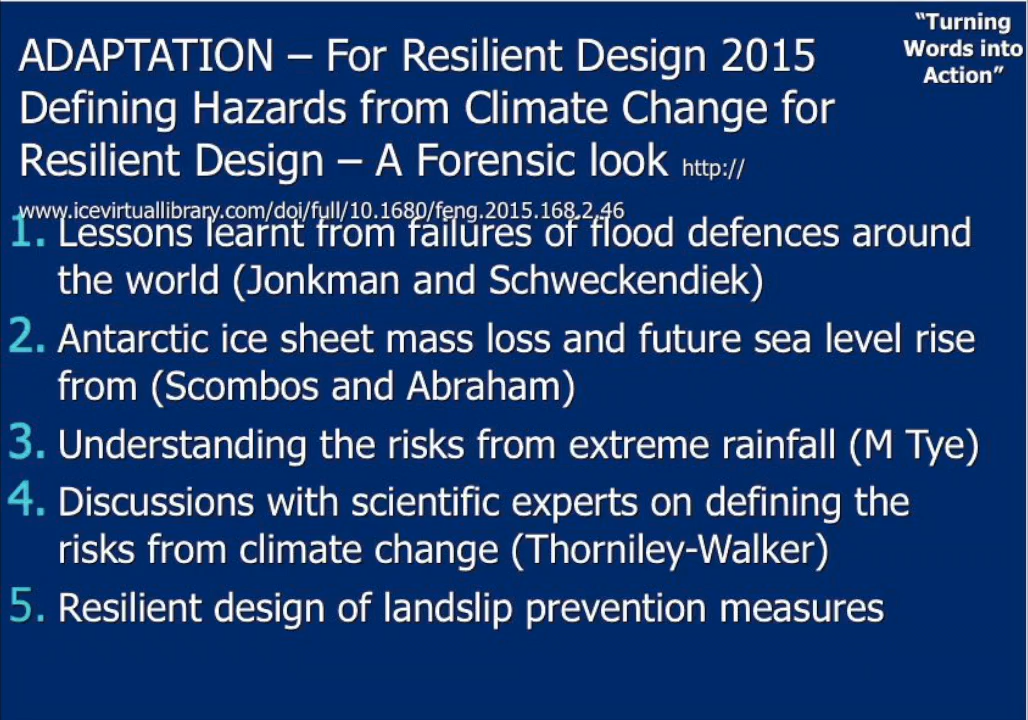 “Turning
Words into
Action”
ADAPTATION – For Resilient Design 2015
Defining Hazards from Climate Change for
Resilient Design – A Forensic look http://
www.icevirtuallibrary.com/doi/full/10.1680/feng.2015.168.2.46
1. Lessons learnt from failures of flood defences around
the world (Jonkman and Schweckendiek)
2. Antarctic ice sheet mass loss and future sea level rise
from (Scombos and Abraham)
3. Understanding the risks from extreme rainfall (M Tye)
4. Discussions with scientific experts on defining the
risks from climate change (Thorniley-Walker)
5. Resilient design of landslip prevention measures